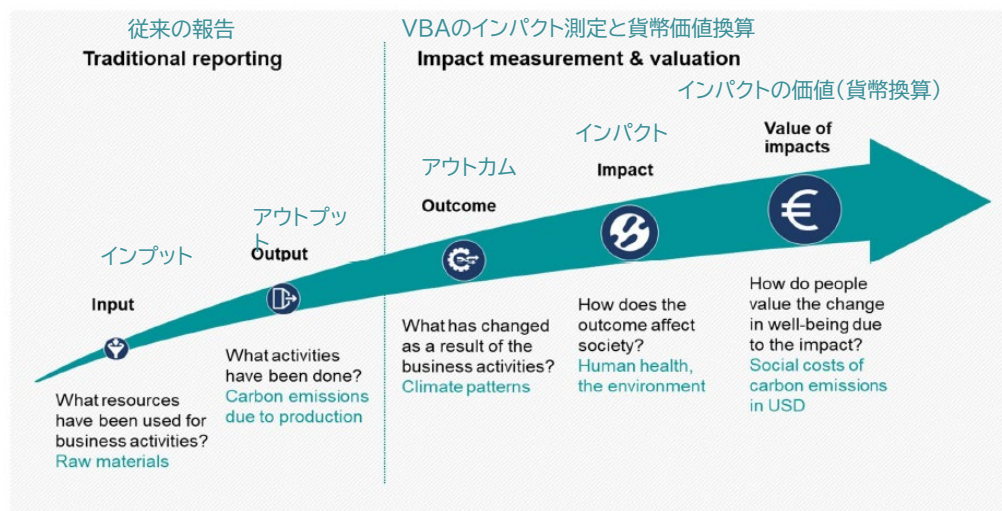 従来の報告
Traditional reporting
VBAのインパクト測定と貨幣価値換算
Impact measurement & valuation
インプット
Input
What resources
have been used for
business activities?
Raw materials
アウトプッ
ト
Output
What activities
have been done?
Carbon emissions
due to production
アウトカム
Outcome
What has changed
as a result of the
business activities?
Climate patterns
インパクト
Impact
How does the
outcome affect
society?
Human health,
the environment
インパクトの価値(貨幣換算)
Value of
impacts
€
How do people
value the change
in well-being due
to the impact?
Social costs of
carbon emissions
in USD